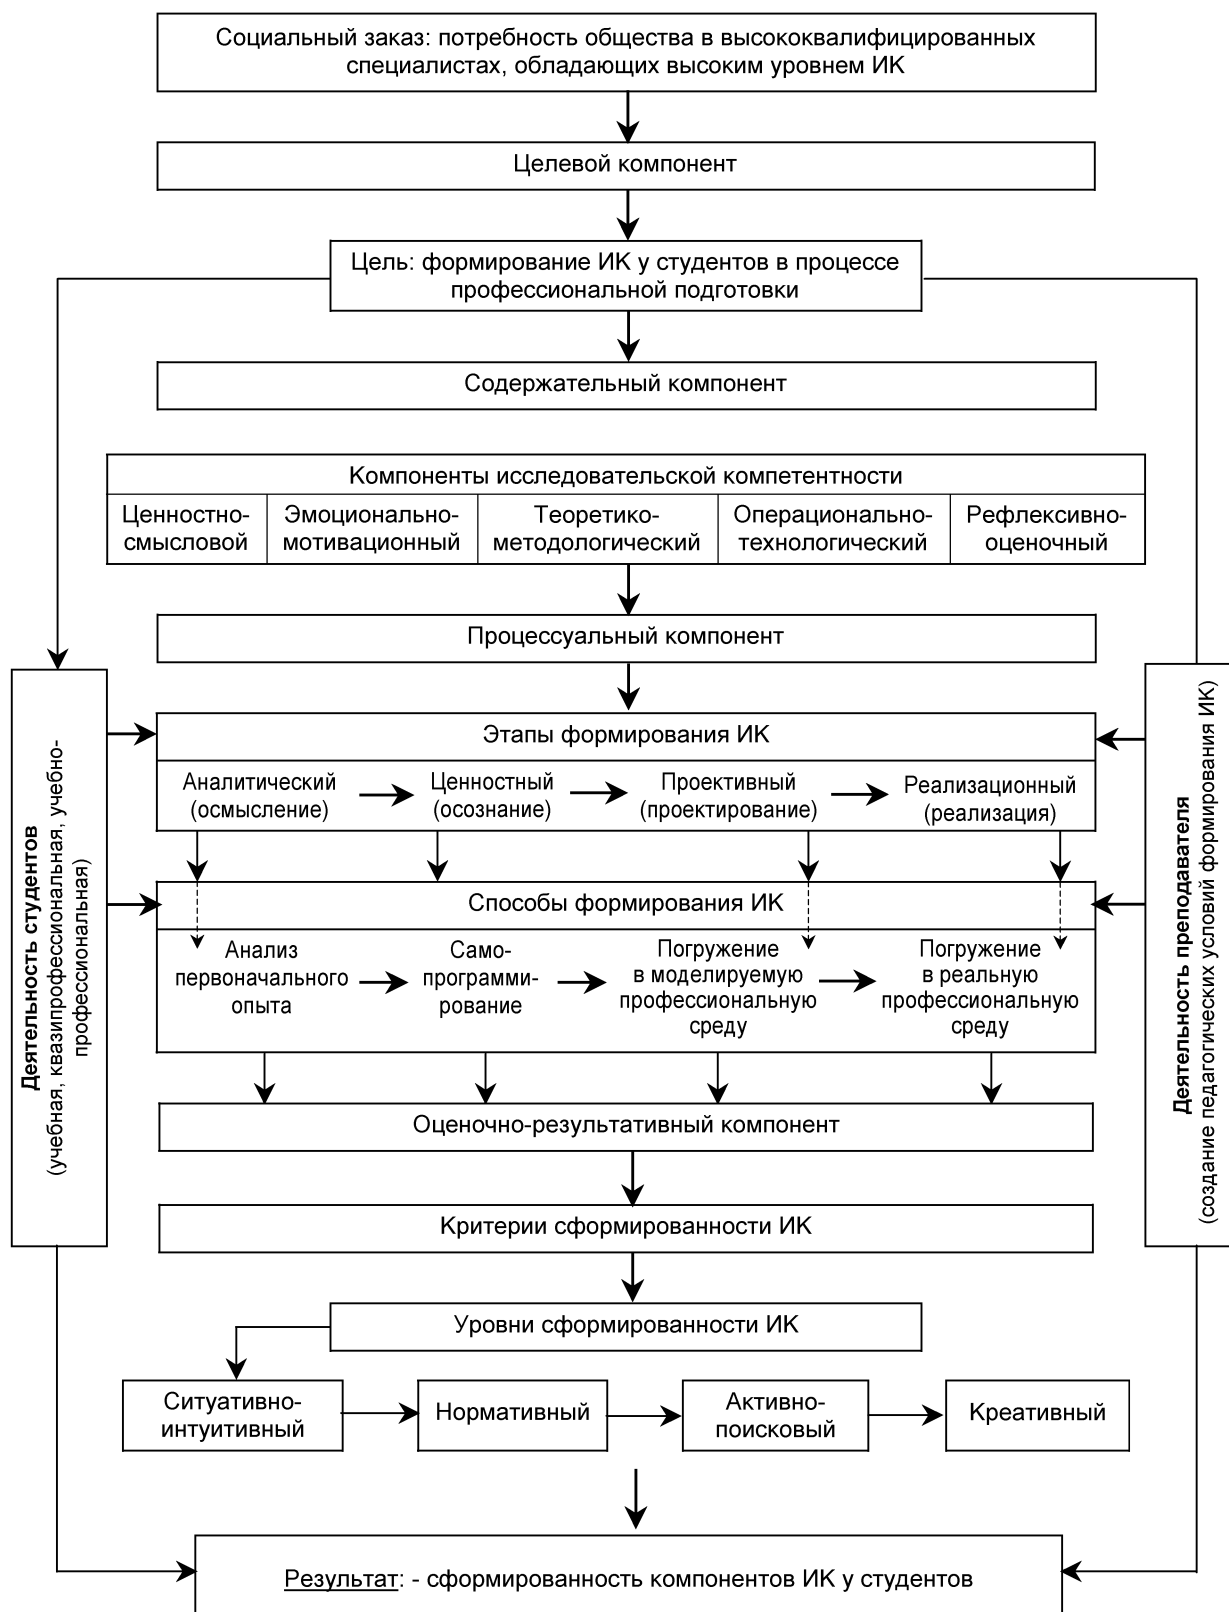 Социальный заказ: потребность общества в высококвалифицированных
специалистах, обладающих высоким уровнем ИК
Целевой компонент
Цель: формирование ИК у студентов в процессе
профессиональной подготовки
Содержательный компонент
Компоненты исследовательской компетентности
Ценностно-
смысловой
Эмоционально-
мотивационный
Теоретико-
методологический
Операционально-
технологический
Рефлексивно-
оценочный
Процессуальный компонент
Деятельность студентов
(учебная, квазипрофессиональная, учебно-
профессиональная)
Этапы формирования ИК
Аналитический
(осмысление)
Ценностный
(осознание)
Проективный
(проектирование)
Реализационный
(реализация)
Способы формирования ИК
Анализ
первоначального
опыта
Само-
программи-
рование
Погружение
в моделируемую
профессиональную
среду
Погружение
в реальную
профессиональную
среду
Деятельность преподавателя
(создание педагогических условий формирования ИК)
Оценочно-результативный компонент
Критерии сформированности ИК
Уровни сформированности ИК
Ситуативно-
интуитивный
Нормативный
Активно-
поисковый
Креативный
Результат: - сформированность компонентов ИК у студентов